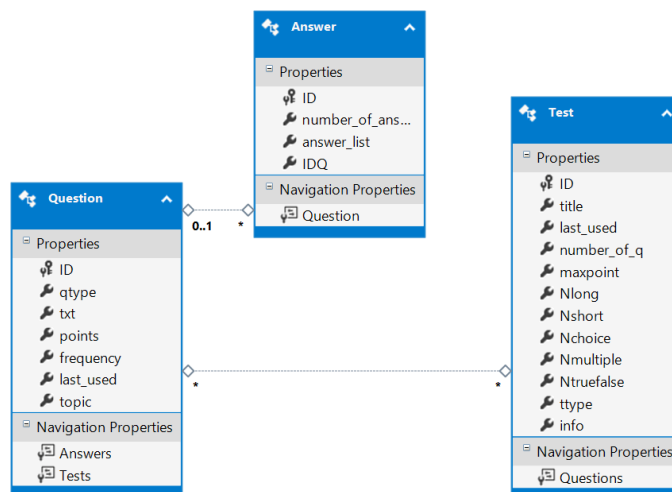 Answer
Properties
ID
number_of_ans...
answer_list
IDQ
Navigation Properties
Question
Test
Properties
ID
title
last_used
number_of_q
maxpoint
Nlong
Nshort
Nchoice
Nmultiple
Ntruefalse
ttype
info
Navigation Properties
Questions
Question
Properties
ID
qtype
txt
points
frequency
last_used
topic
Navigation Properties
Answers
Tests
0..1 *
* *